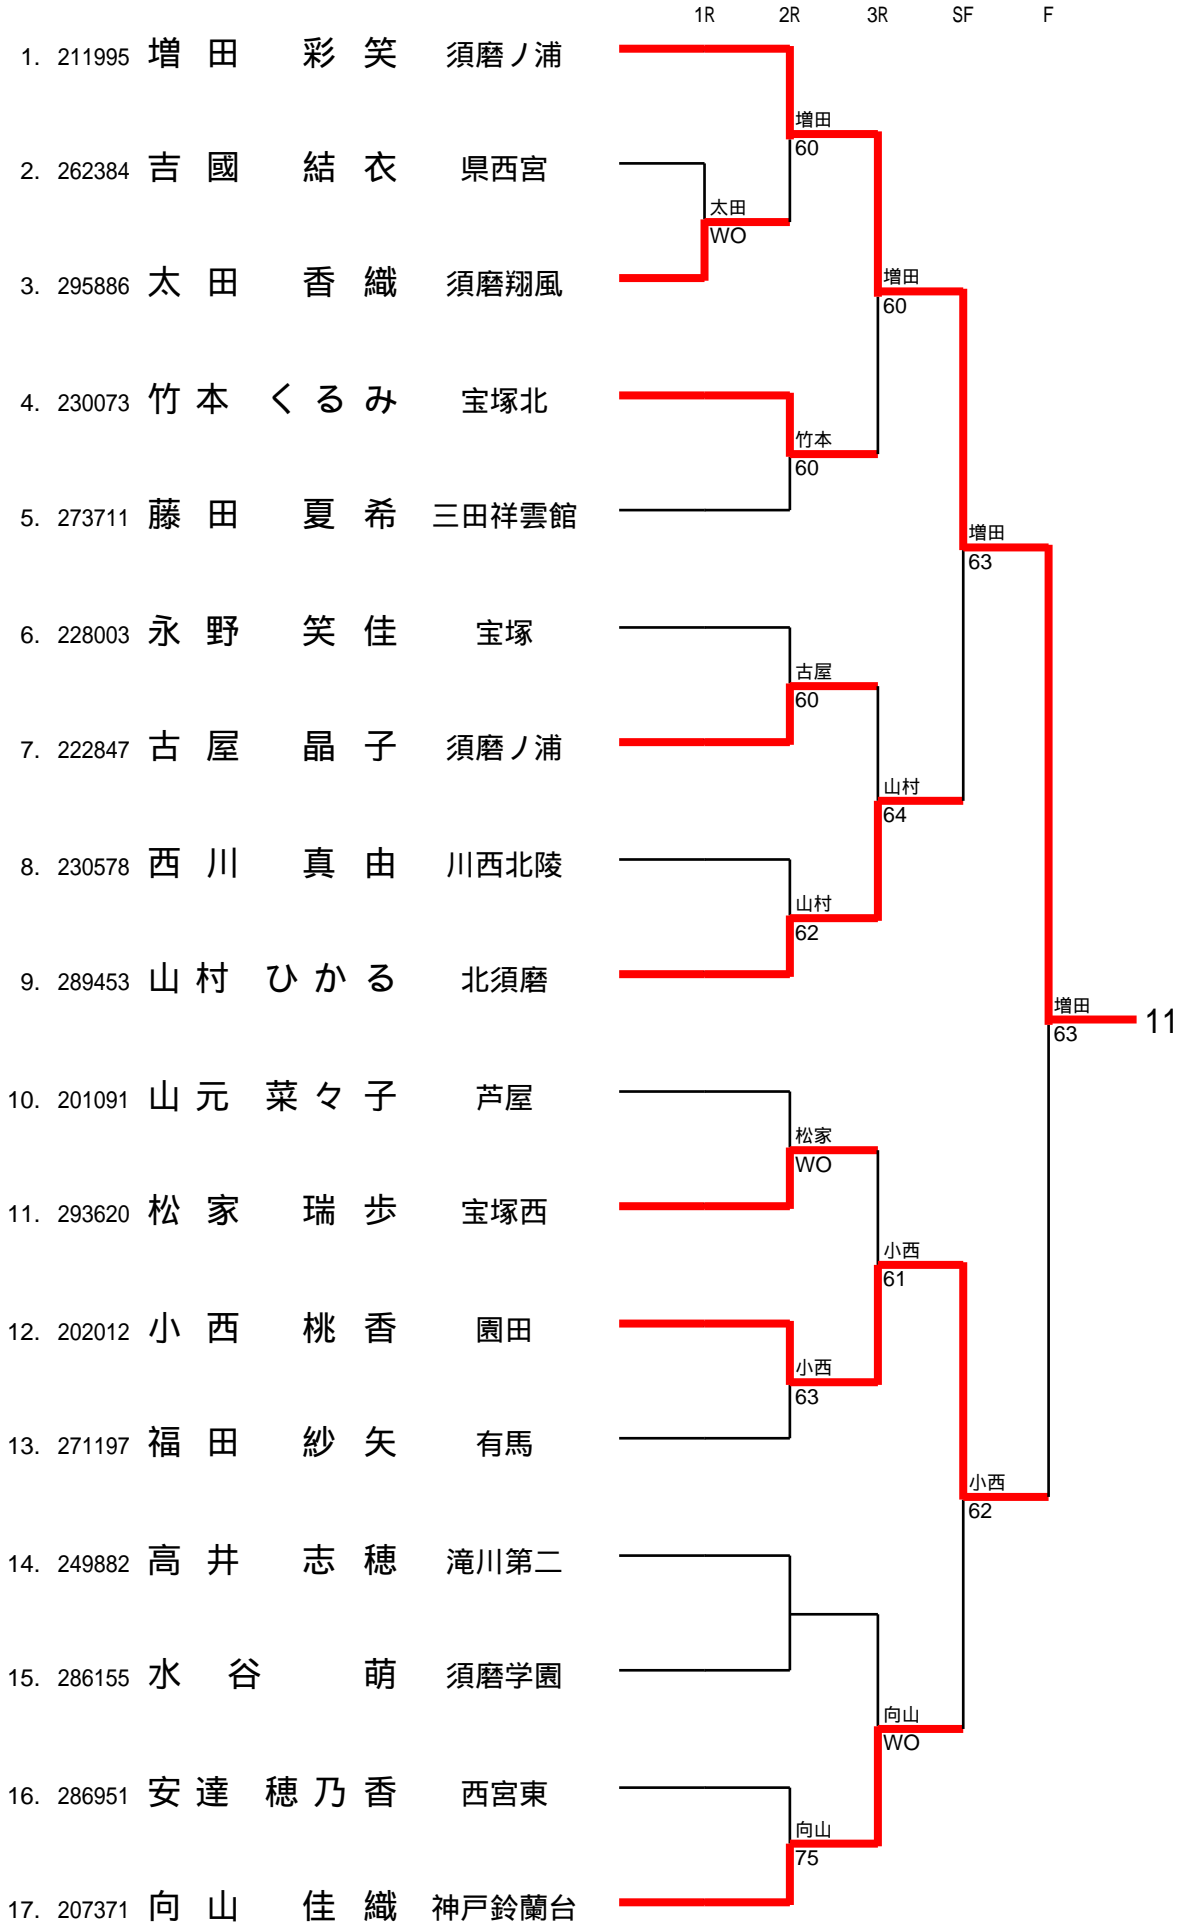 1R 2R 3R SF F
1. 211995 増田 彩笑 須磨ノ浦
増田
60
2. 262384 吉國 結衣 県西宮
太田
WO
3. 295886 太田 香織 須磨翔風
増田
60
4. 230073 竹本 くるみ 宝塚北
竹本
60
5. 273711 藤田 夏希 三田祥雲館
増田
63
6. 228003 永野 笑佳 宝塚
古屋
60
7. 222847 古屋 晶子 須磨ノ浦
山村
64
8. 230578 西川 真由 川西北陵
山村
62
9. 289453 山村 ひかる 北須磨
増田
63
11
10. 201091 山元 菜々子 芦屋
松家
WO
11. 293620 松家 瑞歩 宝塚西
小西
61
12. 202012 小西 桃香 園田
小西
63
13. 271197 福田 紗矢 有馬
小西
62
14. 249882 高井 志穂 滝川第二
15. 286155 水谷 萌 須磨学園
向山
WO
16. 286951 安達 穂乃香 西宮東
向山
75
17. 207371 向山 佳織 神戸鈴蘭台